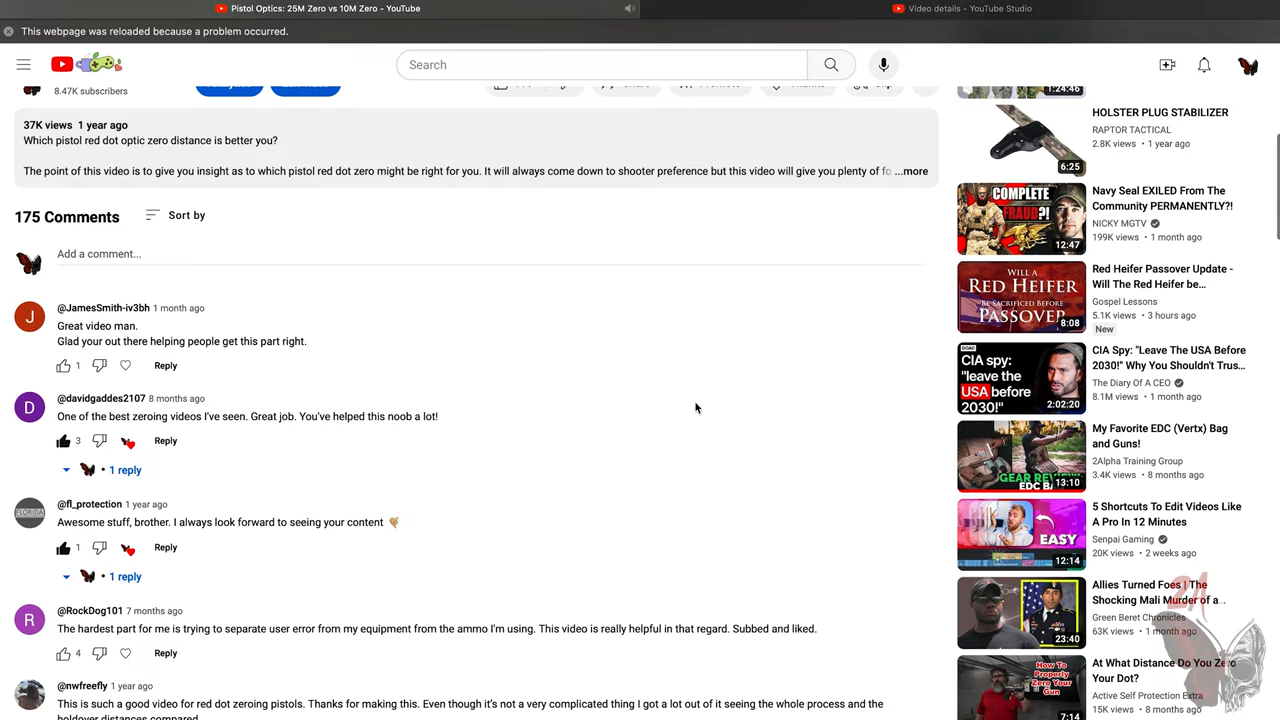 Pistol Optics: 25M Zero vs 10M Zero - YouTube
Video details - YouTube Studio
This webpage was reloaded because a problem occurred.
Search
8.47K subscribers
1:24:46
37K views 1 year ago
Which pistol red dot optic zero distance is better you?
The point of this video is to give you insight as to which pistol red dot zero might be right for you. It will always come down to shooter preference but this video will give you plenty of fo ...more
175 Comments
Sort by
Add a comment...
J
@JamesSmith-iv3bh 1 month ago
Great video man.
Glad your out there helping people get this part right.
1
Reply
D
@davidgaddes2107 8 months ago
One of the best zeroing videos I've seen. Great job. You've helped this noob a lot!
3
Reply
• 1 reply
FLORIDA
@fl_protection 1 year ago
Awesome stuff, brother. I always look forward to seeing your content
1
Reply
• 1 reply
R
@RockDog101 7 months ago
The hardest part for me is trying to separate user error from my equipment from the ammo I'm using. This video is really helpful in that regard. Subbed and liked.
4
Reply
@nwfreefly 1 year ago
This is such a good video for red dot zeroing pistols. Thanks for making this. Even though it's not a very complicated thing I got a lot out of it seeing the whole process and the
holdover distances compared.
HOLSTER PLUG STABILIZER
RAPTOR TACTICAL
2.8K views • 1 year ago
6:25
COMPLETE
FRAUD?!
12:47
Navy Seal EXILED From The
Community PERMANENTLY?!
NICKY MGTV
199K views • 1 month ago
WILL A
RED HEIFER
BE SACRIFICED BEFORE
PASSOVER
8:08
Red Heifer Passover Update -
Will The Red Heifer be...
Gospel Lessons
5.1K views • 3 hours ago
New
DOAC
CIA spy:
"leave the
USA before
2030!"
2:02:20
CIA Spy: "Leave The USA Before
2030!" Why You Shouldn't Trus...
The Diary Of A CEO
8.1M views • 1 month ago
GEAR REVIEW
EDC BA
13:10
My Favorite EDC (Vertx) Bag
and Guns!
2Alpha Training Group
3.4K views • 8 months ago
EASY
12:14
5 Shortcuts To Edit Videos Like
A Pro In 12 Minutes
Senpai Gaming
20K views • 2 weeks ago
23:40
Allies Turned Foes | The
Shocking Mali Murder of a...
Green Beret Chronicles
63K views • 1 month ago
2A
How To
Properly
Zero Your
Gun
7:14
At What Distance Do You Zero
Your Dot?
Active Self Protection Extra
15K views • 8 months ago